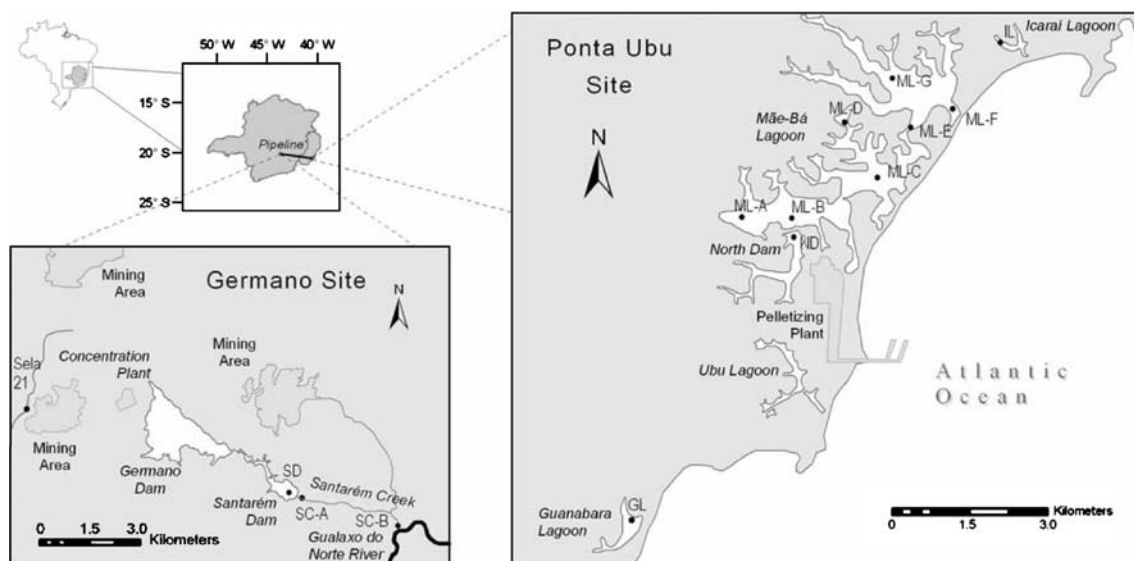 50° W 45° W 40° W
15° S
20° S
25° S
Pipeline
Germano Site
N
Mining
Area
Mining
Area
Sela
21
Concentration
Plant
Mining
Area
Germano
Dam
SD
Santarém
Dam
SC-A
Santarém Creek
SC-B
Gualaxo do
Norte River
0 1.5 3.0
Kilometers
Ponta Ubu
Site
N
IL
Icarai Lagoon
ML-G
ML-D
Mãe-Bá
Lagoon
ML-E
ML-F
ML-C
ML-A
ML-B
North Dam
ND
Pelletizing
Plant
Ubu Lagoon
Atlantic
Ocean
GL
Guanabara
Lagoon
0 1.5 3.0
Kilometers